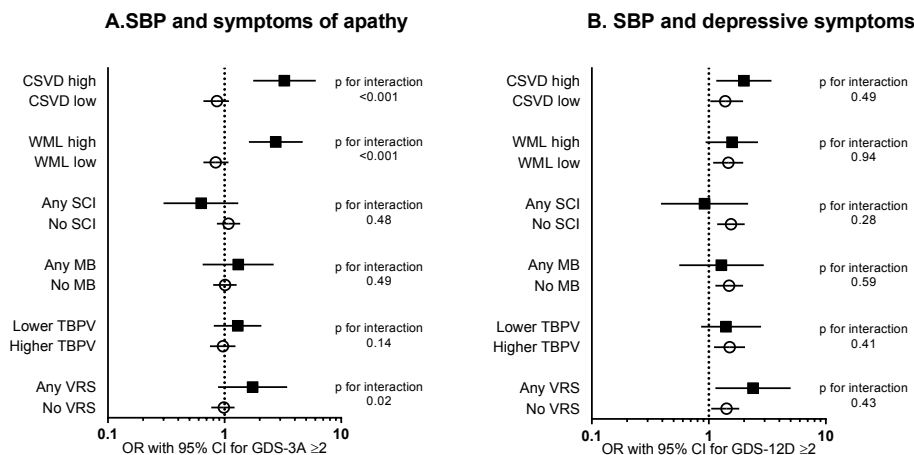 A.SBP and symptoms of apathy
CSVD high
CSVD low
p for interaction
<0.001
WML high
WML low
p for interaction
<0.001
Any SCI
No SCI
p for interaction
0.48
Any MB
No MB
p for interaction
0.49
Lower TBPV
Higher TBPV
p for interaction
0.14
Any VRS
No VRS
p for interaction
0.02
0.1 1 10
OR with 95% CI for GDS-3A ≥2
B. SBP and depressive symptoms
CSVD high
CSVD low
p for interaction
0.49
WML high
WML low
p for interaction
0.94
Any SCI
No SCI
p for interaction
0.28
Any MB
No MB
p for interaction
0.59
Lower TBPV
Higher TBPV
p for interaction
0.41
Any VRS
No VRS
p for interaction
0.43
0.1 1 10
OR with 95% CI for GDS-12D ≥2